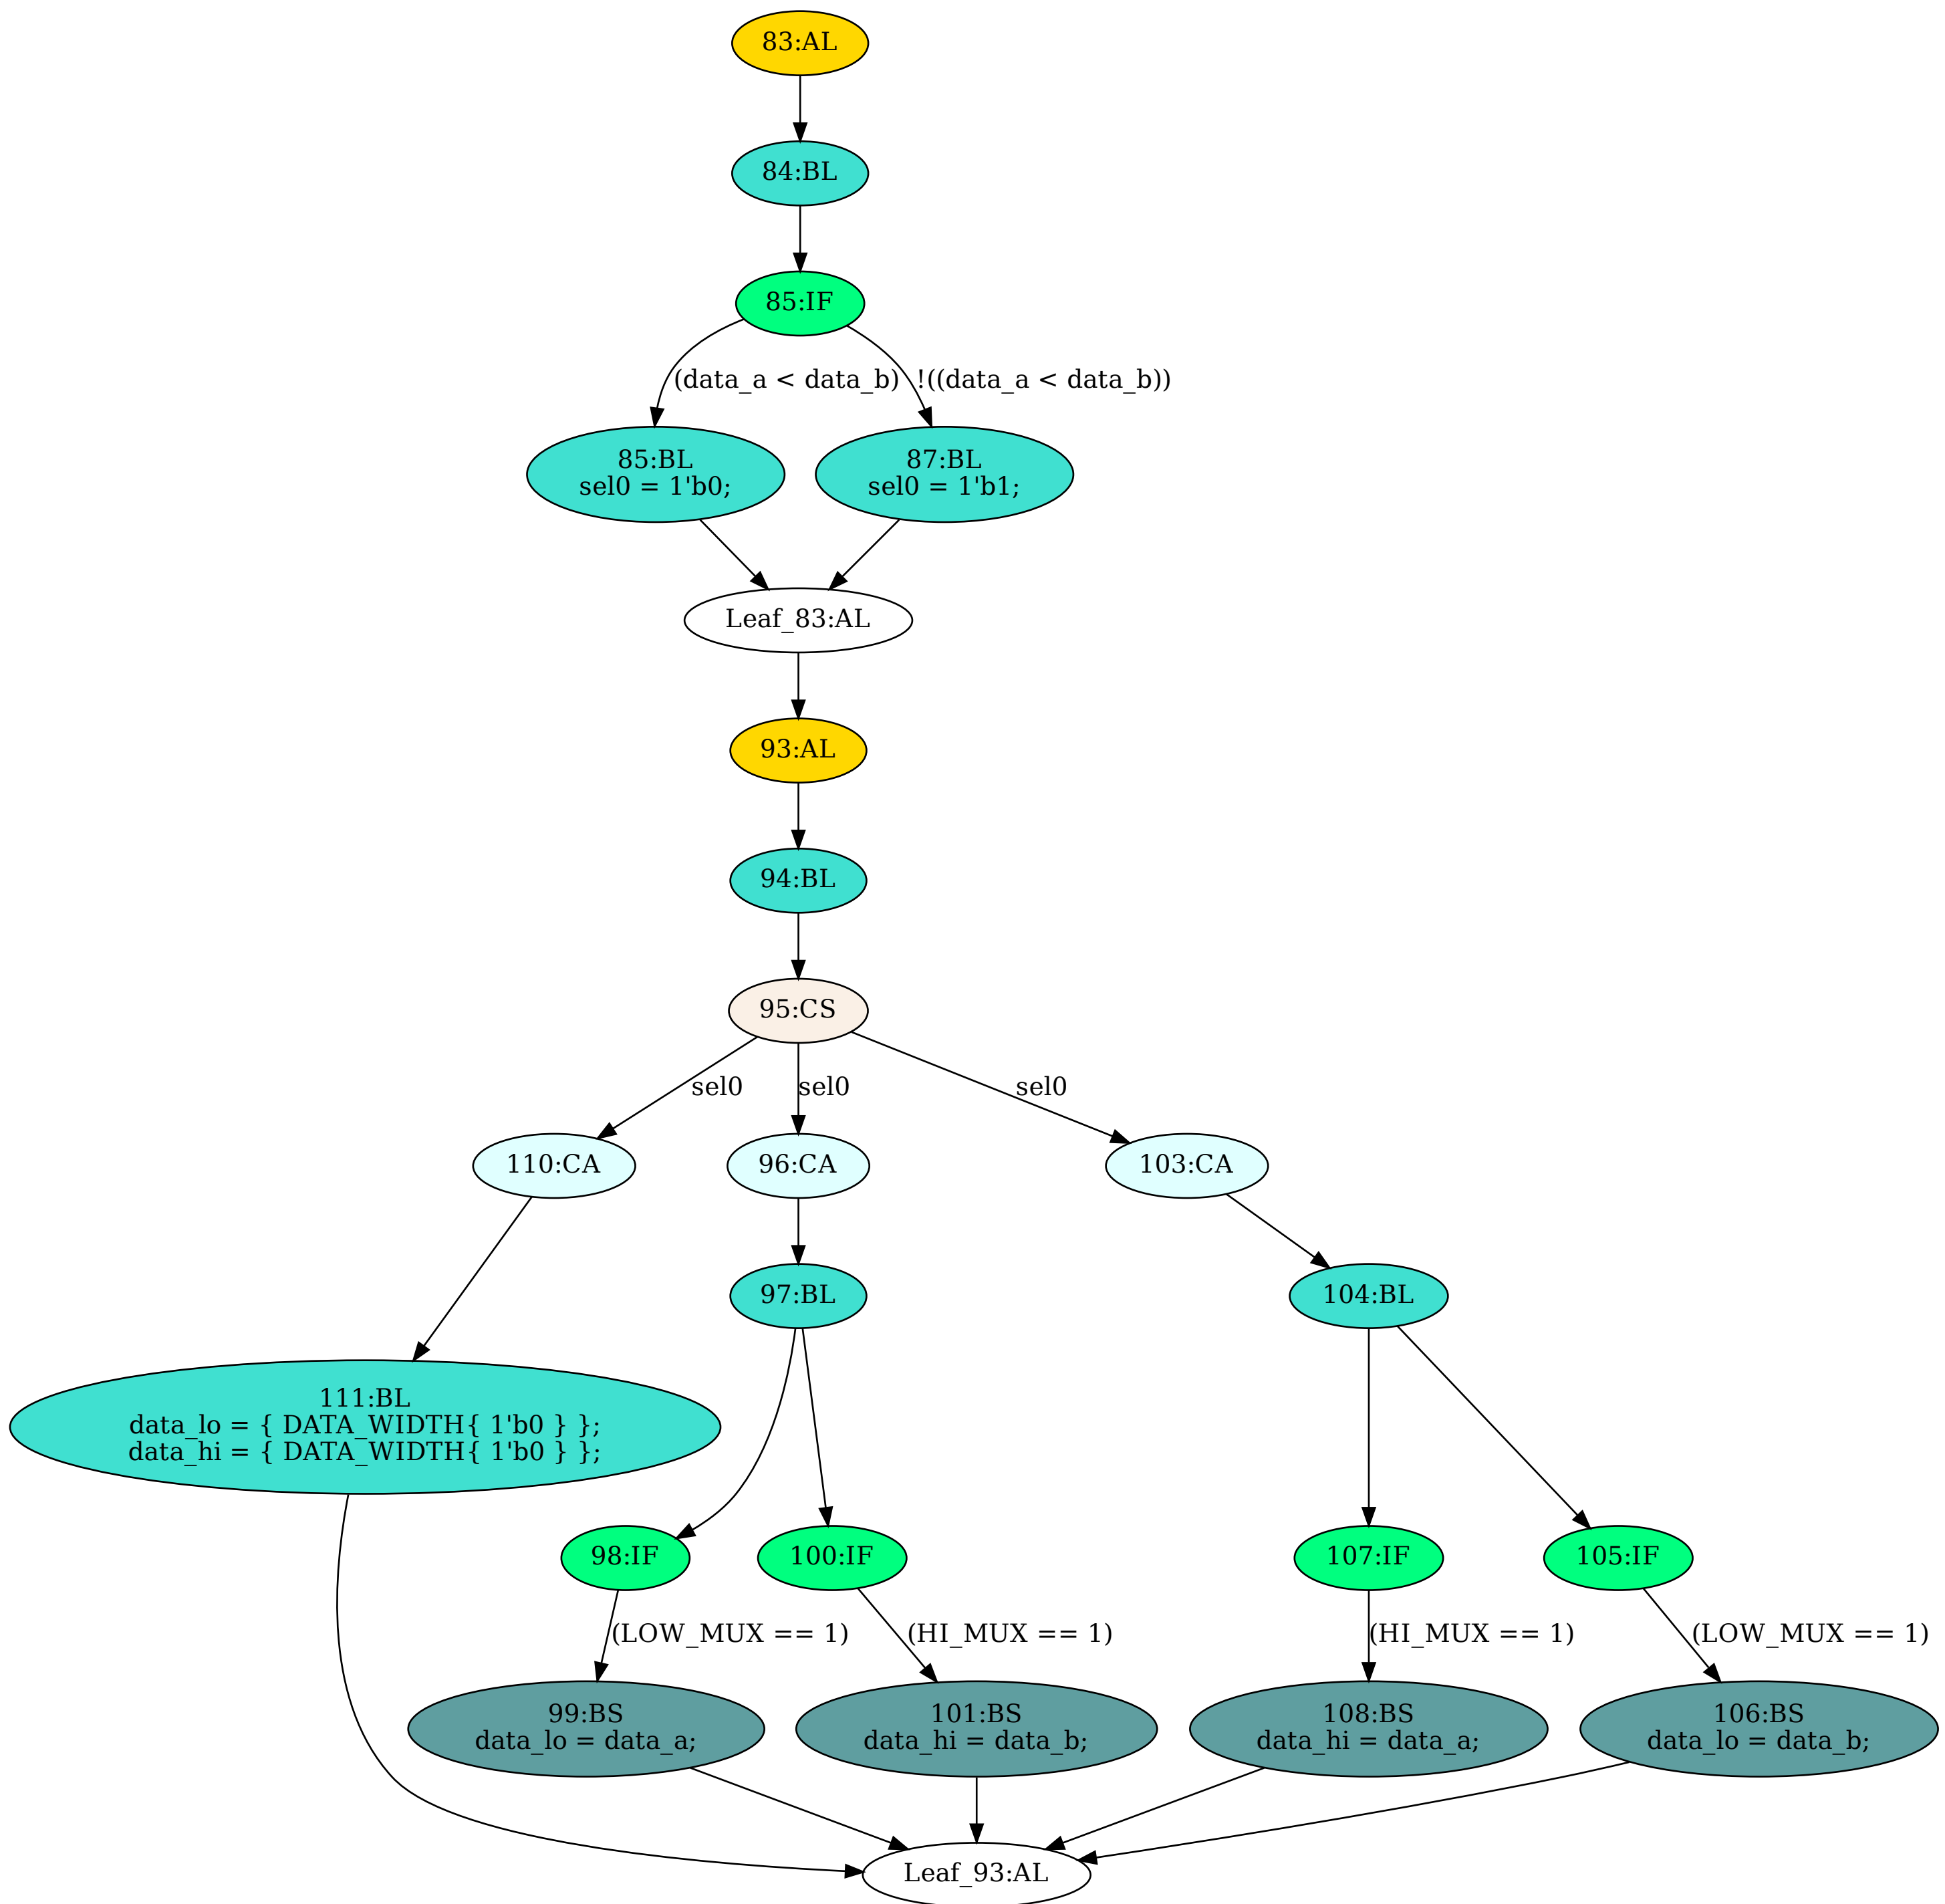 83:AL
84:BL
85:IF
(data_a < data_b)
!((data_a < data_b))
85:BL
sel0 = 1'b0;
87:BL
sel0 = 1'b1;
Leaf_83:AL
93:AL
94:BL
95:CS
sel0
sel0
sel0
110:CA
96:CA
103:CA
97:BL
104:BL
111:BL
data_lo = { DATA_WIDTH{ 1'b0 } };
data_hi = { DATA_WIDTH{ 1'b0 } };
98:IF
100:IF
107:IF
105:IF
(LOW_MUX == 1)
(HI_MUX == 1)
(HI_MUX == 1)
(LOW_MUX == 1)
99:BS
data_lo = data_a;
101:BS
data_hi = data_b;
108:BS
data_hi = data_a;
106:BS
data_lo = data_b;
Leaf_93:AL